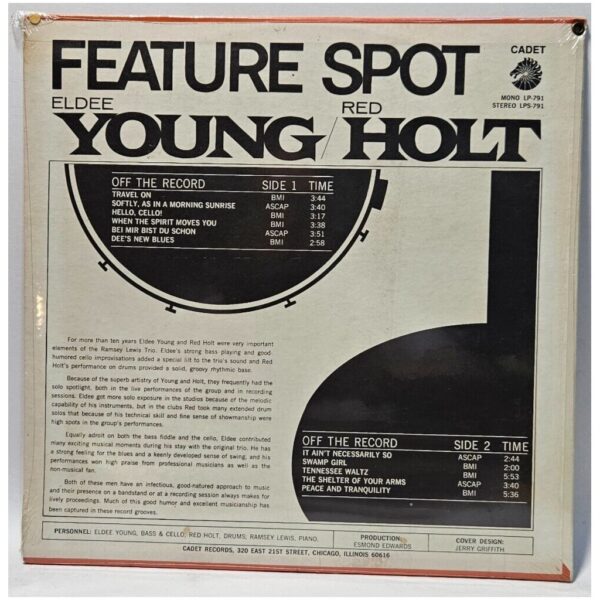 FEATURE SPOT
CADET
MONO LP-791
STEREO LPS-791
ELDEE RED
YOUNG/HOLT
OFF THE RECORD SIDE 1 TIME
TRAVEL ON BMI 3:44
SOFTLY, AS IN A MORNING SUNRISE ASCAP 3:40
HELLO, CELLO! BMI 3:17
WHEN THE SPIRIT MOVES YOU BMI 3:38
BEI MIR BIST DU SCHON ASCAP 3:51
DEE'S NEW BLUES BMI 2:58
For more than ten years Eldee Young and Red Holt were very important
elements of the Ramsey Lewis Trio. Eldee's strong bass playing and good-
humored cello improvisations added a special lilt to the trio's sound and Red
Holt's performance on drums provided a solid, groovy rhythmic base.
Because of the superb artistry of Young and Holt, they frequently had the
solo spotlight, both in the live performances of the group and in recording
sessions. Eldee got more solo exposure in the studios because of the melodic
capability of his instruments, but in the clubs Red took many extended drum
solos that because of his technical skill and fine sense of showmanship were
high spots in the group's performances.
Equally adroit on both the bass fiddle and the cello, Eldee contributed
many exciting musical moments during his stay with the original trio. He has
a strong feeling for the blues and a keenly developed sense of swing, and his
performances won high praise from professional musicians as well as the
non-musical fan.
Both of these men have an infectious, good-natured approach to music
and their presence on a bandstand or at a recording session always makes for
lively proceedings. Much of this good humor and excellent musicianship has
been captured in these record grooves.
OFF THE RECORD SIDE 2 TIME
IT AIN'T NECESSARILY SO ASCAP 2:44
SWAMP GIRL BMI 2:00
TENNESSEE WALTZ BMI 5:53
THE SHELTER OF YOUR ARMS ASCAP 3:40
PEACE AND TRANQUILITY BMI 5:36
PERSONNEL: ELDEE YOUNG, BASS & CELLO, RED HOLT, DRUMS; RAMSEY LEWIS, PIANO.
PRODUCTION:
ESMOND EDWARDS
COVER DESIGN:
JERRY GRIFFITH
CADET RECORDS, 320 EAST 21ST STREET, CHICAGO, ILLINOIS 60616